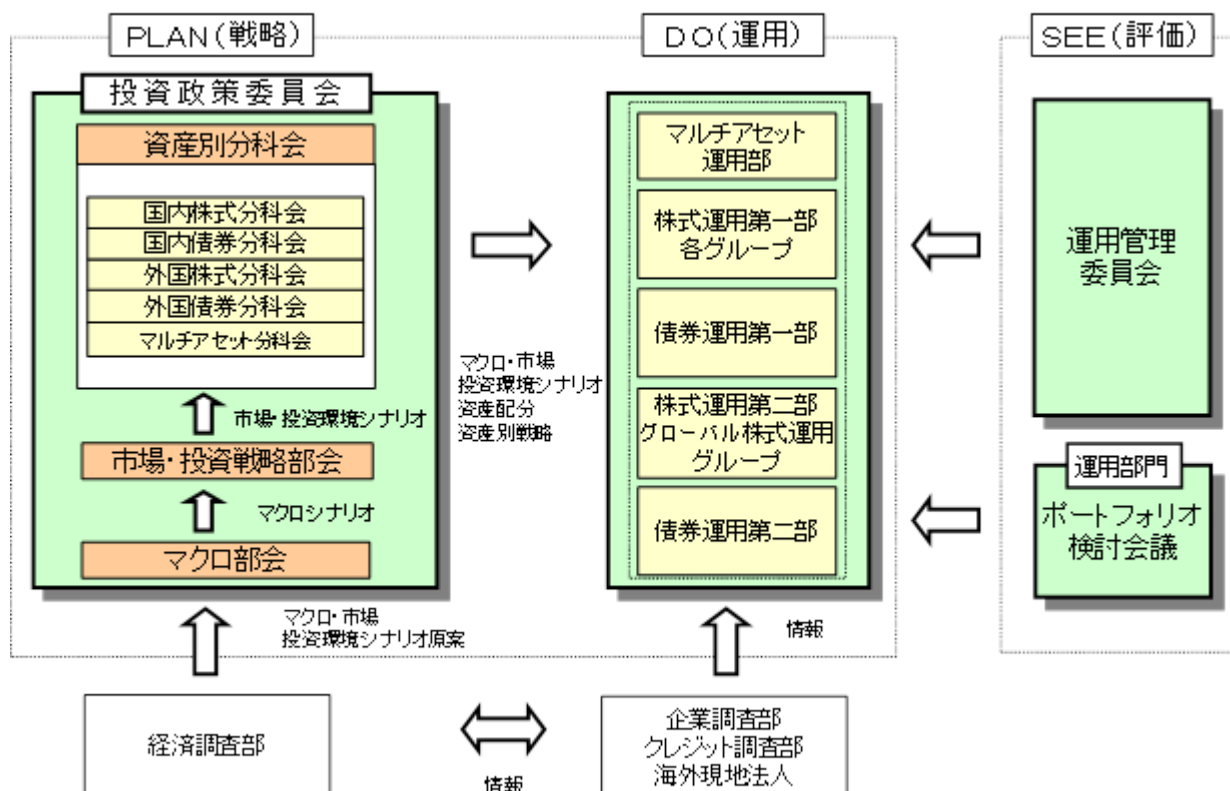 PLAN(戦略)
投資政策委員会
資産別分科会
国内株式分科会
国内債券分科会
外国株式分科会
外国債券分科会
マルチアセット分科会
市場・投資環境シナリオ
市場・投資戦略部会
マクロシナリオ
マクロ部会
マクロ・市場
投資環境シナリオ原案
経済調査部
マクロ・市場
投資環境シナリオ
資産配分
資産別戦略
DO(運用)
マルチアセット
運用部
株式運用第一部
各グループ
債券運用第一部
株式運用第二部
グローバル株式運用
グループ
債券運用第二部
情報
企業調査部
クレジット調査部
海外現地法人
情報
SEE(評価)
運用管理
委員会
運用部門
ポートフォリオ
検討会議